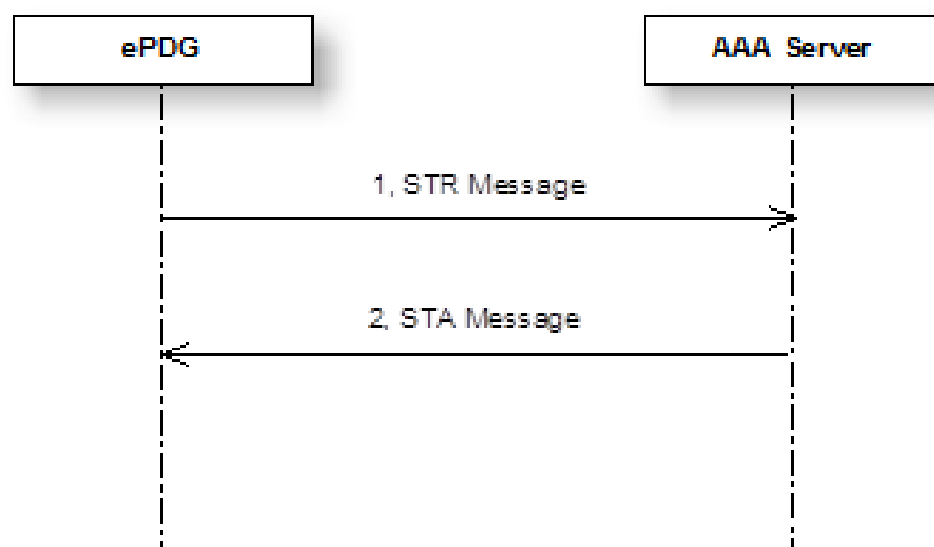 ePDG
AAA Server
1, STR Message
2, STA Message